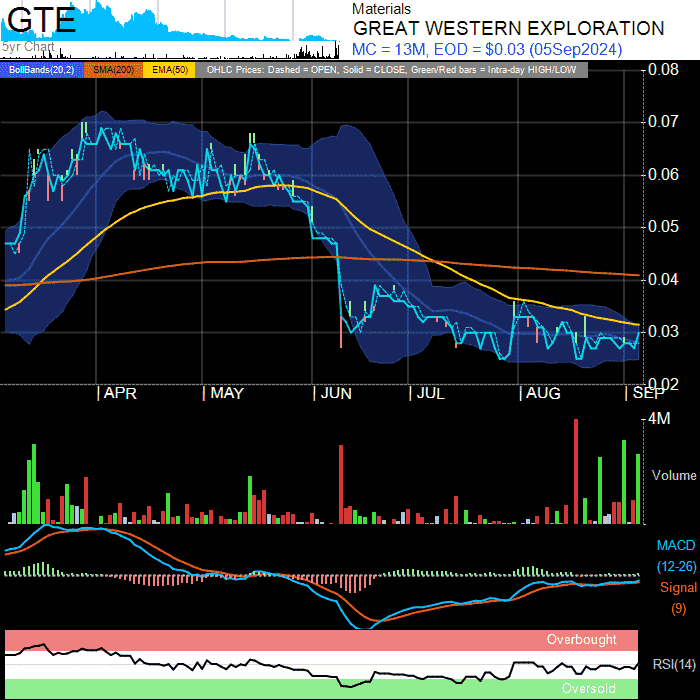 GTE
5yr Chart
Materials
GREAT WESTERN EXPLORATION
MC = 13M, EOD = $0.03 (05Sep2024)
BollBands(20,2) SMA(200) EMA(50) OHLC Prices: Dashed = OPEN, Solid = CLOSE, Green/Red bars = Intra-day HIGH/LOW
0.08
0.07
0.06
0.05
0.04
0.03
0.02
APR MAY JUN JUL AUG SEP
4M
Volume
MACD
(12-26)
Signal
(9)
Overbought
RSI(14)
Oversold